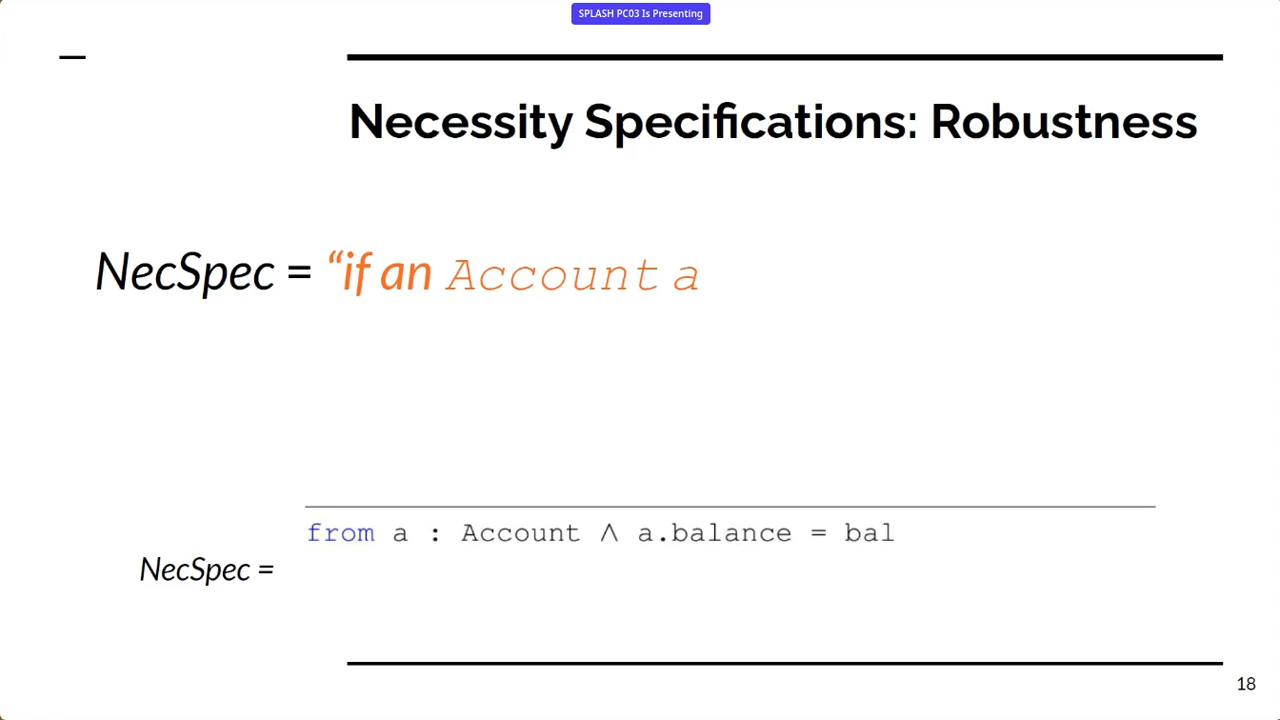 SPLASH PC03 Is Presenting
Necessity Specifications: Robustness
NecSpec = “if an Account a
from a : Account ∧ a.balance = bal
NecSpec =
18